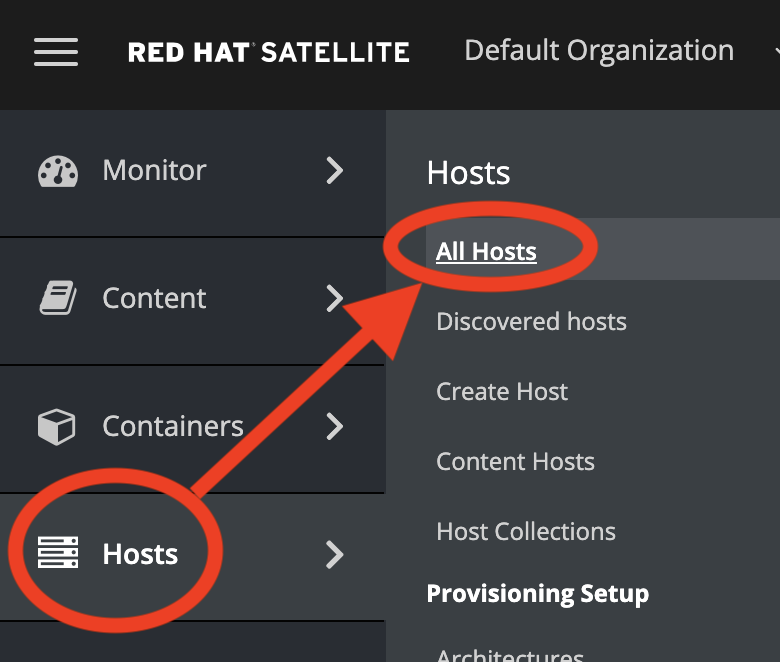 RED HAT SATELLITE
Default Organization
Monitor
Content
Containers
Hosts
Hosts
All Hosts
Discovered hosts
Create Host
Content Hosts
Host Collections
Provisioning Setup
Architectures